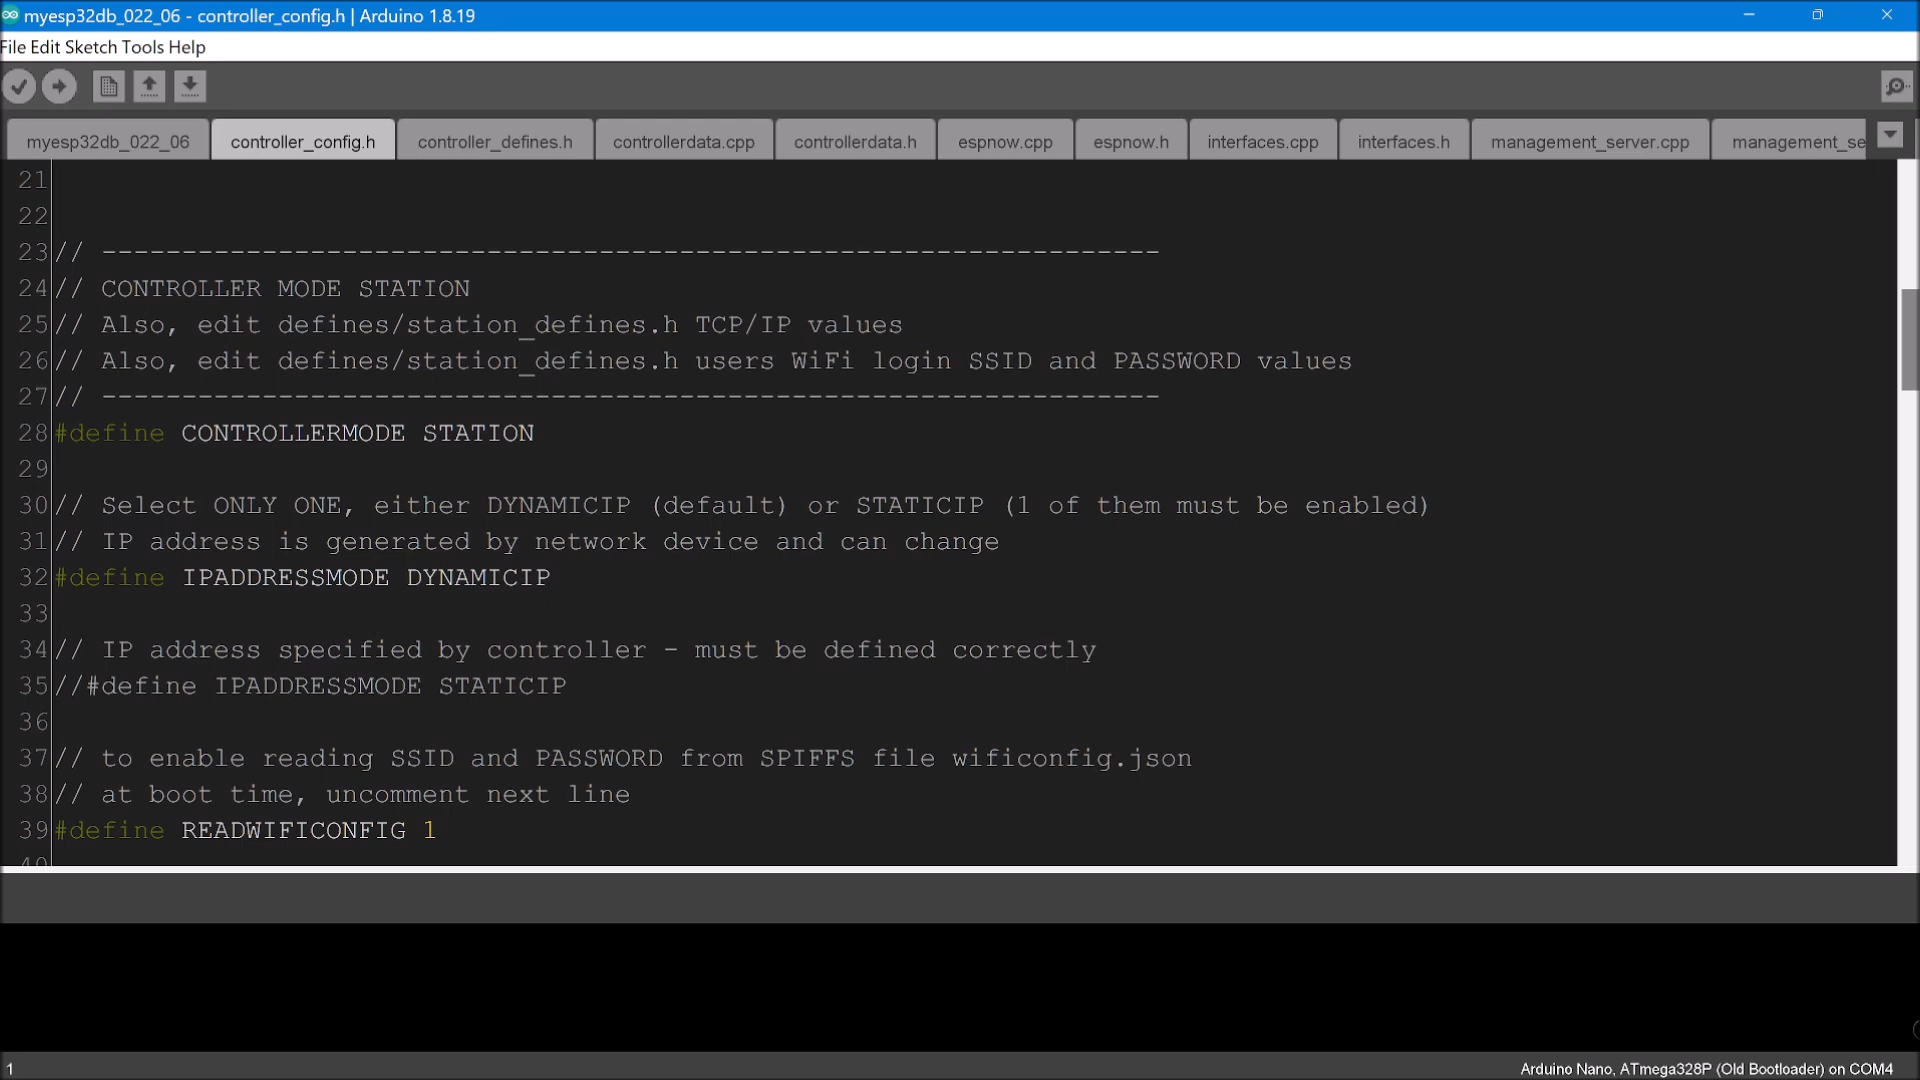 myesp32db_022_06 - controller_config.h | Arduino 1.8.19
File Edit Sketch Tools Help
myesp32db_022_06 controller_config.h controller_defines.h controllerdata.cpp controllerdata.h espnow.cpp espnow.h interfaces.cpp interfaces.h management_server.cpp management_se
21
22
23 // ------------------------------------------------------------------
24 // CONTROLLER MODE STATION
25 // Also, edit defines/station_defines.h TCP/IP values
26 // Also, edit defines/station_defines.h users WiFi login SSID and PASSWORD values
27 // ------------------------------------------------------------------
28 #define CONTROLLERMODE STATION
29
30 // Select ONLY ONE, either DYNAMICIP (default) or STATICIP (1 of them must be enabled)
31 // IP address is generated by network device and can change
32 #define IPADDRESSMODE DYNAMICIP
33
34 // IP address specified by controller - must be defined correctly
35 //#define IPADDRESSMODE STATICIP
36
37 // to enable reading SSID and PASSWORD from SPIFFS file wificonfig.json
38 // at boot time, uncomment next line
39 #define READWIFICONFIG 1
40
1 Arduino Nano, ATmega328P (Old Bootloader) on COM4